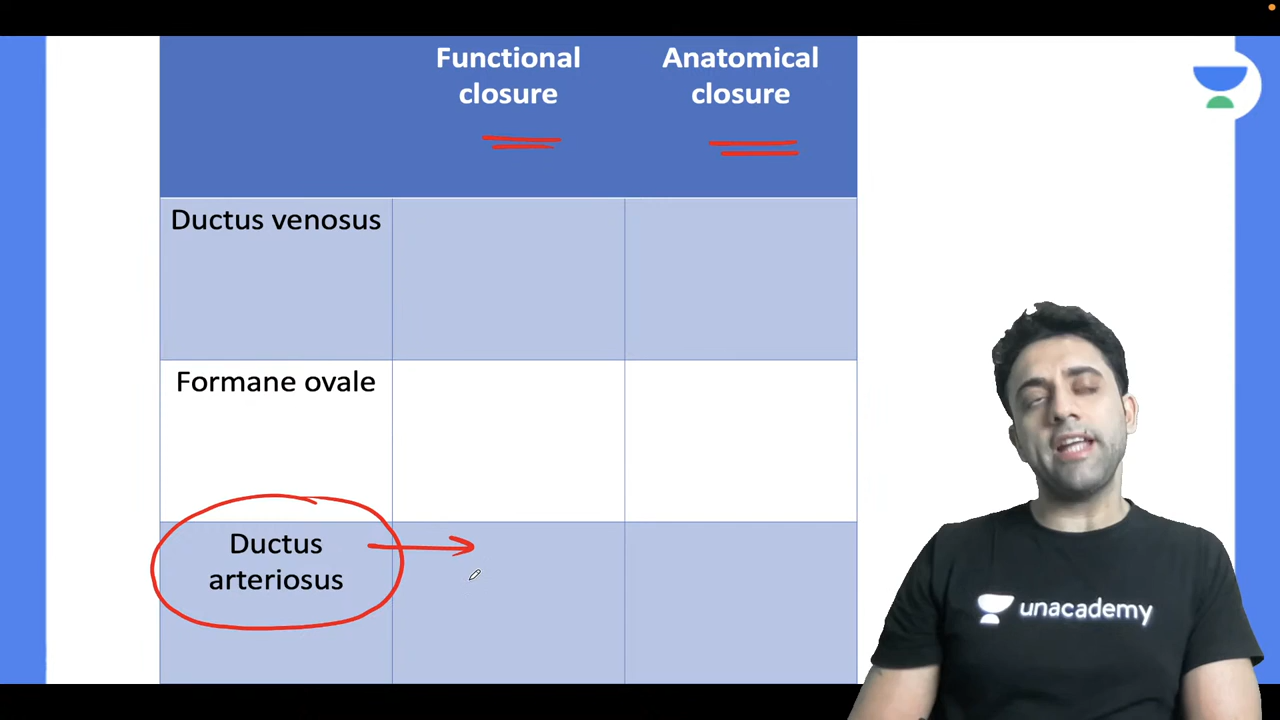 Functional
closure
Anatomical
closure
Ductus venosus
Formane ovale
Ductus
arteriosus
unacademy